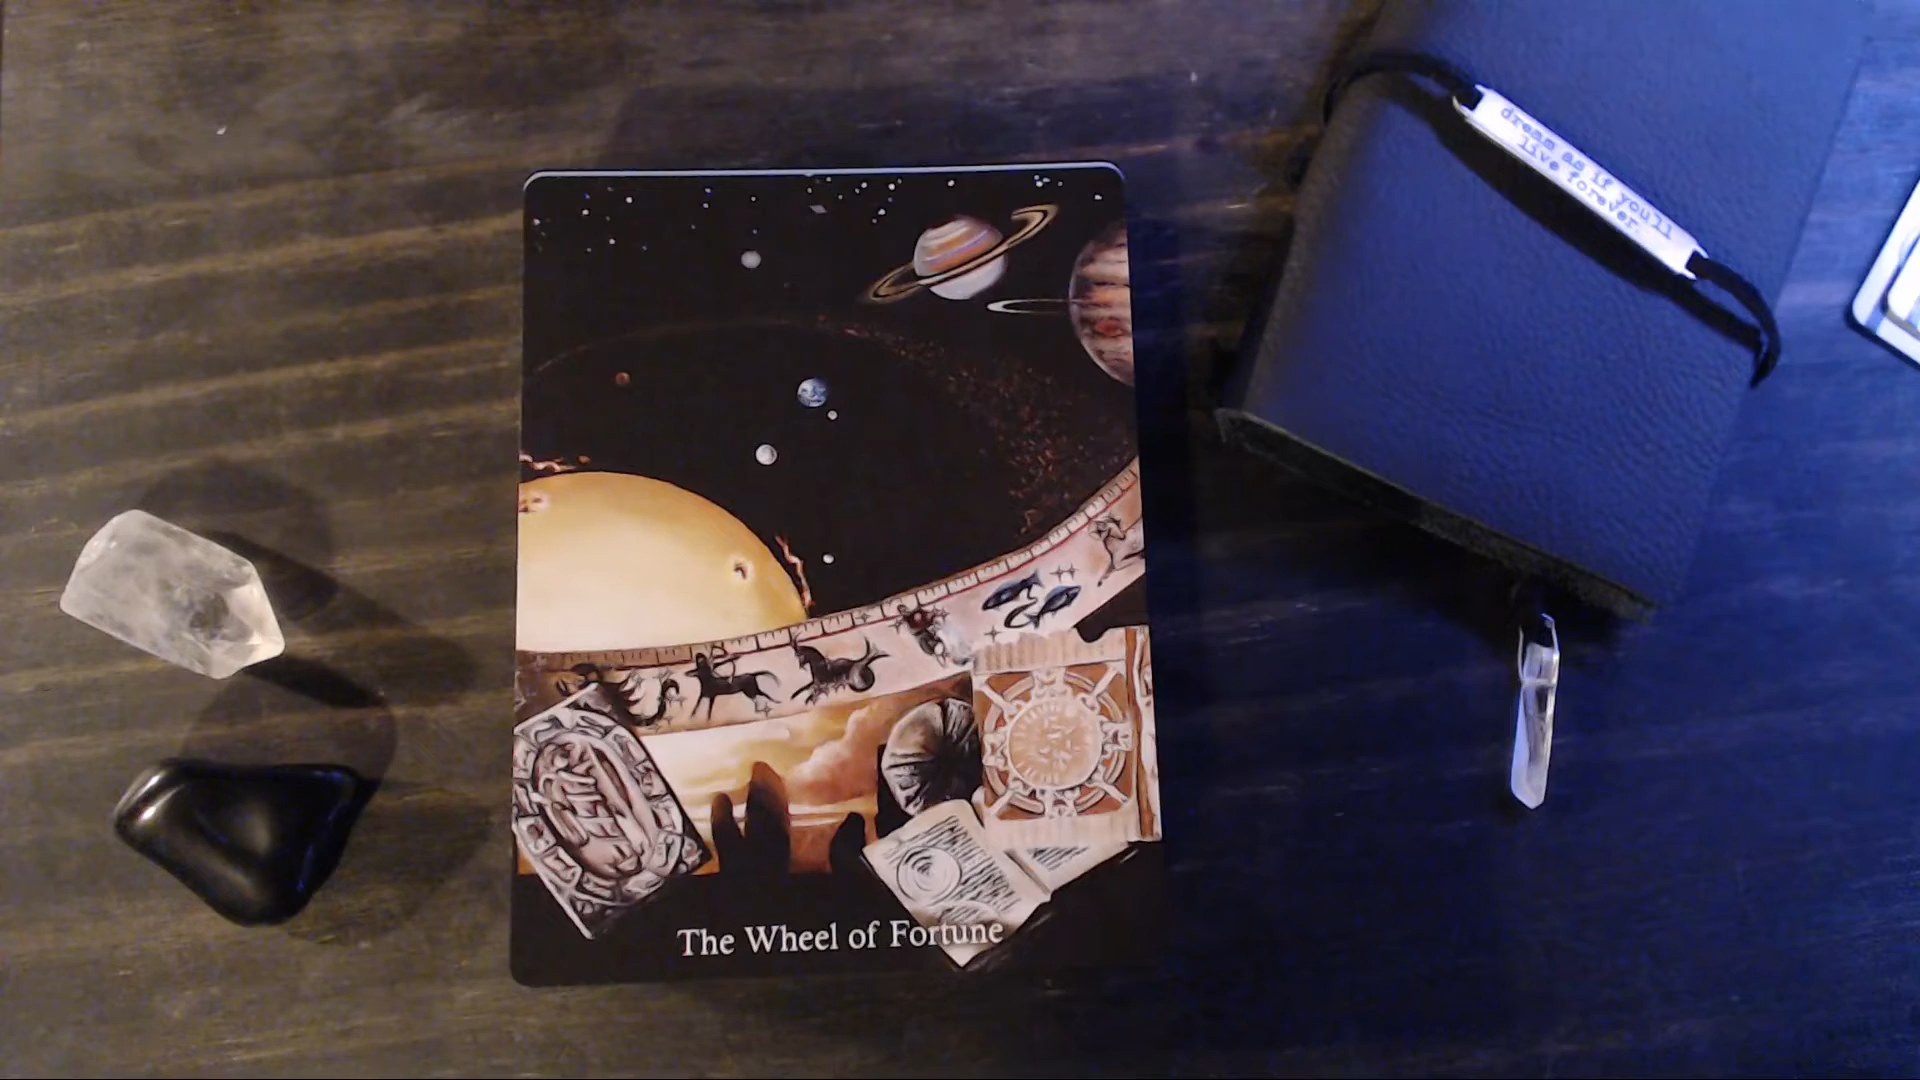 dream as if you'll
live forever.
The Wheel of Fortune